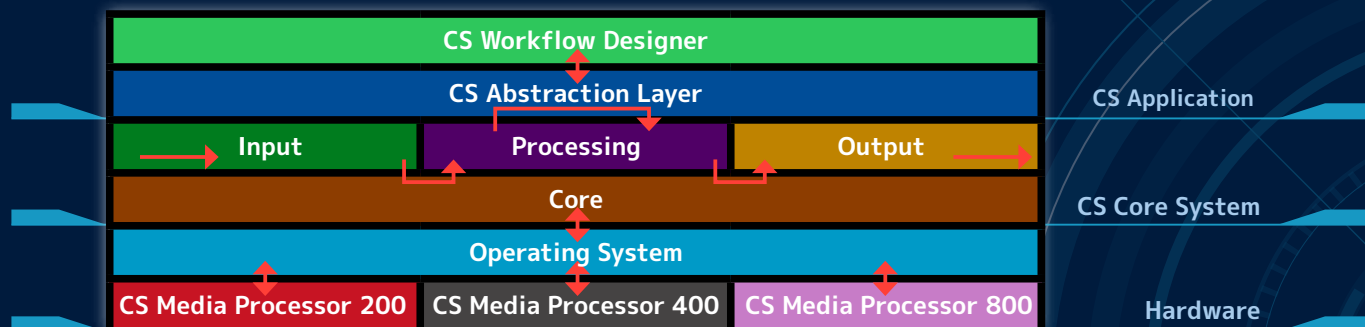 CS Workflow Designer
CS Abstraction Layer
CS Application
Input Processing Output
Core
CS Core System
Operating System
CS Media Processor 200 CS Media Processor 400 CS Media Processor 800
Hardware